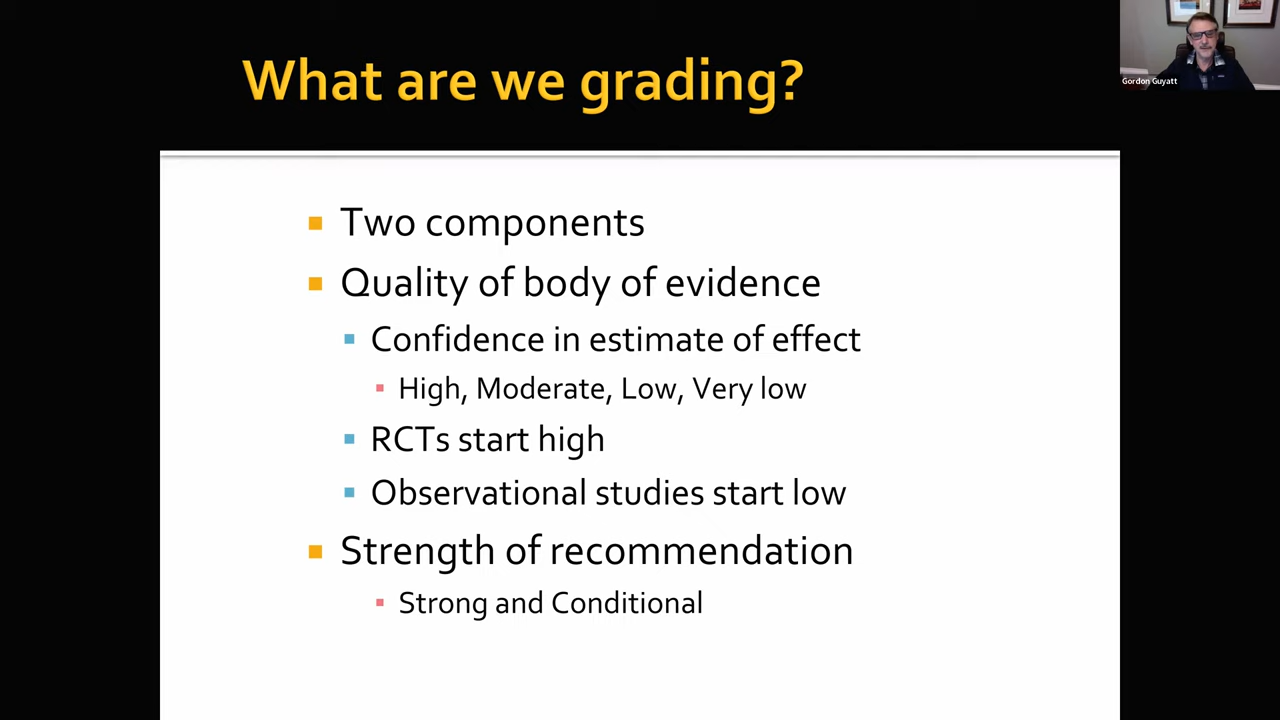 What are we grading?
Gordon Guyatt
Two components
Quality of body of evidence
Confidence in estimate of effect
High, Moderate, Low, Very low
RCTs start high
Observational studies start low
Strength of recommendation
Strong and Conditional